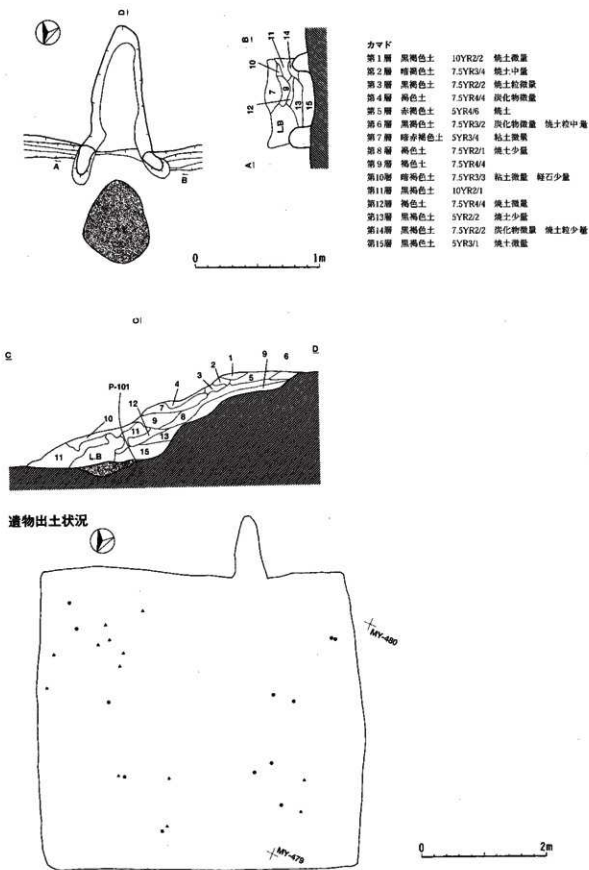 D
A
B
0 1m
B
A
11
14
10
7
9
12
13
15
L.B
カマド
第1層 黒褐色土 10YR2/2 焼土微量
第2層 暗褐色土 7.5YR3/4 焼土中量
第3層 黒褐色土 7.5YR2/2 焼土粒微量
第4層 褐色土 7.5YR4/4 炭化物微量
第5層 赤褐色土 5YR4/6 焼土
第6層 黒褐色土 7.5YR3/2 炭化物微量 焼土粒中量
第7層 暗赤褐色土 5YR3/4 粘土微量
第8層 褐色土 7.5YR2/1 焼土少量
第9層 褐色土 7.5YR4/4
第10層 暗褐色土 7.5YR3/3 粘土微量 軽石少量
第11層 黒褐色土 10YR2/1
第12層 褐色土 7.5YR4/4 焼土微量
第13層 黒褐色土 5YR2/2 焼土少量
第14層 黒褐色土 7.5YR2/2 炭化物微量 焼土粒少量
第15層 黒褐色土 5YR3/1 焼土微量
C
C
D
P-101
1
2
3
4
5
9
6
12
7
10
11
9
8
13
11
L.B
15
遺物出土状況
MY-480
MY-479
0 2m